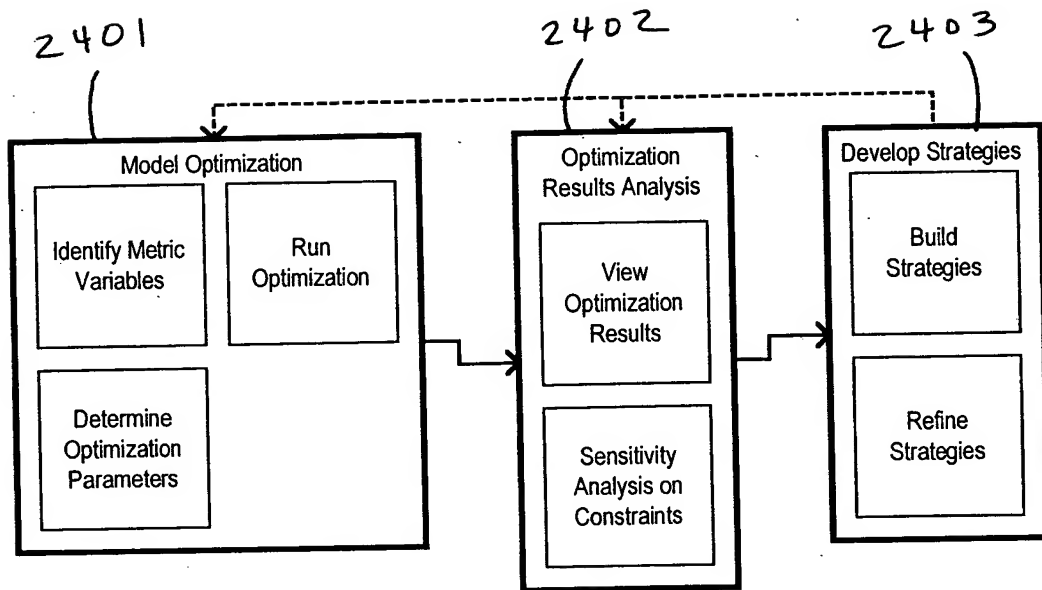 2401
2402
2403
Model Optimization
Identify Metric
Variables
Run
Optimization
Determine
Optimization
Parameters
Optimization
Results Analysis
View
Optimization
Results
Sensitivity
Analysis on
Constraints
Develop Strategies
Build
Strategies
Refine
Strategies